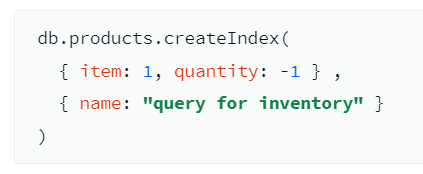 db.products.createIndex(
{ item: 1, quantity: -1 } ,
{ name: "query for inventory" }
)